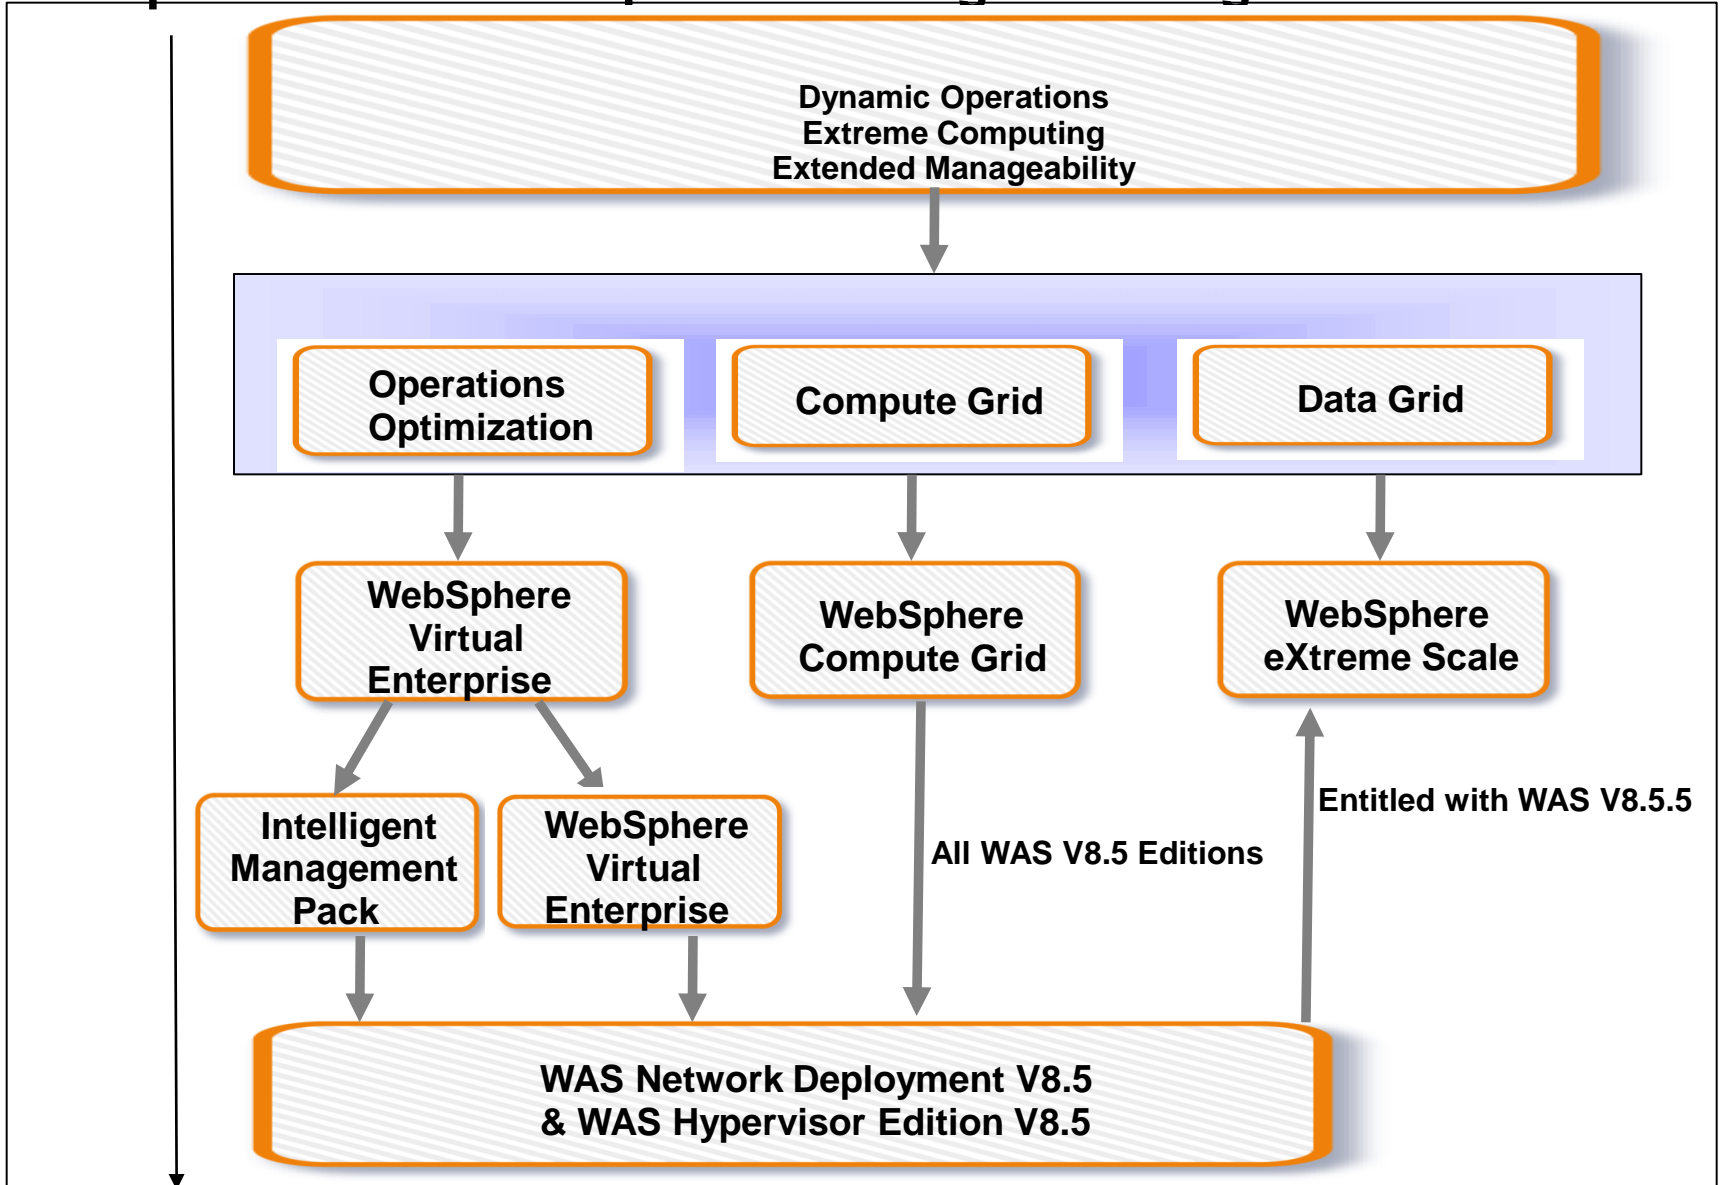 Dynamic Operations
Extreme Computing
Extended Manageability
Operations
Optimization
Compute Grid
Data Grid
WebSphere
Virtual
Enterprise
WebSphere
Compute Grid
WebSphere
eXtreme Scale
Intelligent
Management
Pack
WebSphere
Virtual
Enterprise
All WAS V8.5 Editions
Entitled with WAS V8.5.5
WAS Network Deployment V8.5
& WAS Hypervisor Edition V8.5